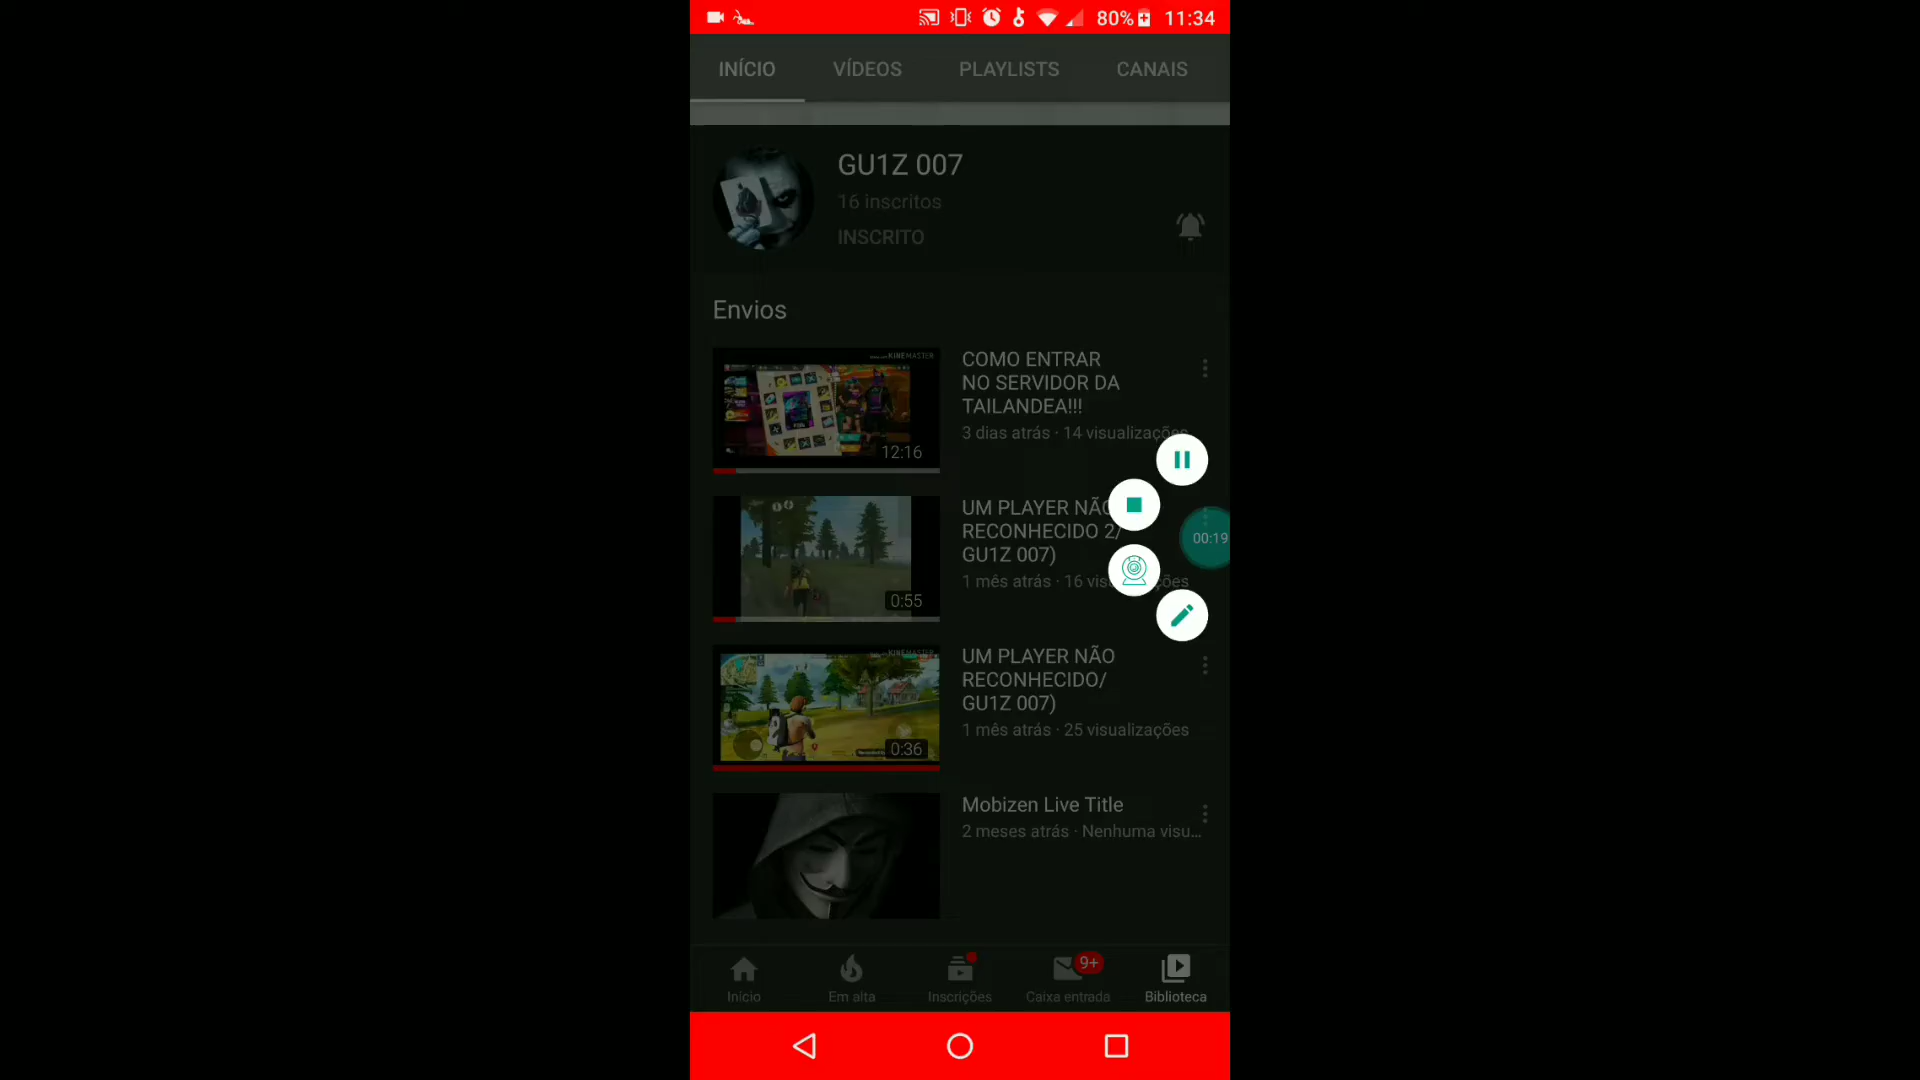 80% 11:34
INÍCIO VÍDEOS PLAYLISTS CANAIS
GU1Z 007
16 inscritos
INSCRITO
Envios
KINEMASTER
12:16
COMO ENTRAR
NO SERVIDOR DA
TAILANDEA!!!
3 dias atrás · 14 visualizações
0:55
UM PLAYER NÃO
RECONHECIDO 2/
GU1Z 007)
1 mês atrás · 16 vis ões
00:19
KINEMASTER
0:36
UM PLAYER NÃO
RECONHECIDO/
GU1Z 007)
1 mês atrás · 25 visualizações
Mobizen Live Title
2 meses atrás · Nenhuma visu...
9+
Início Em alta Inscrições Caixa entrada Biblioteca